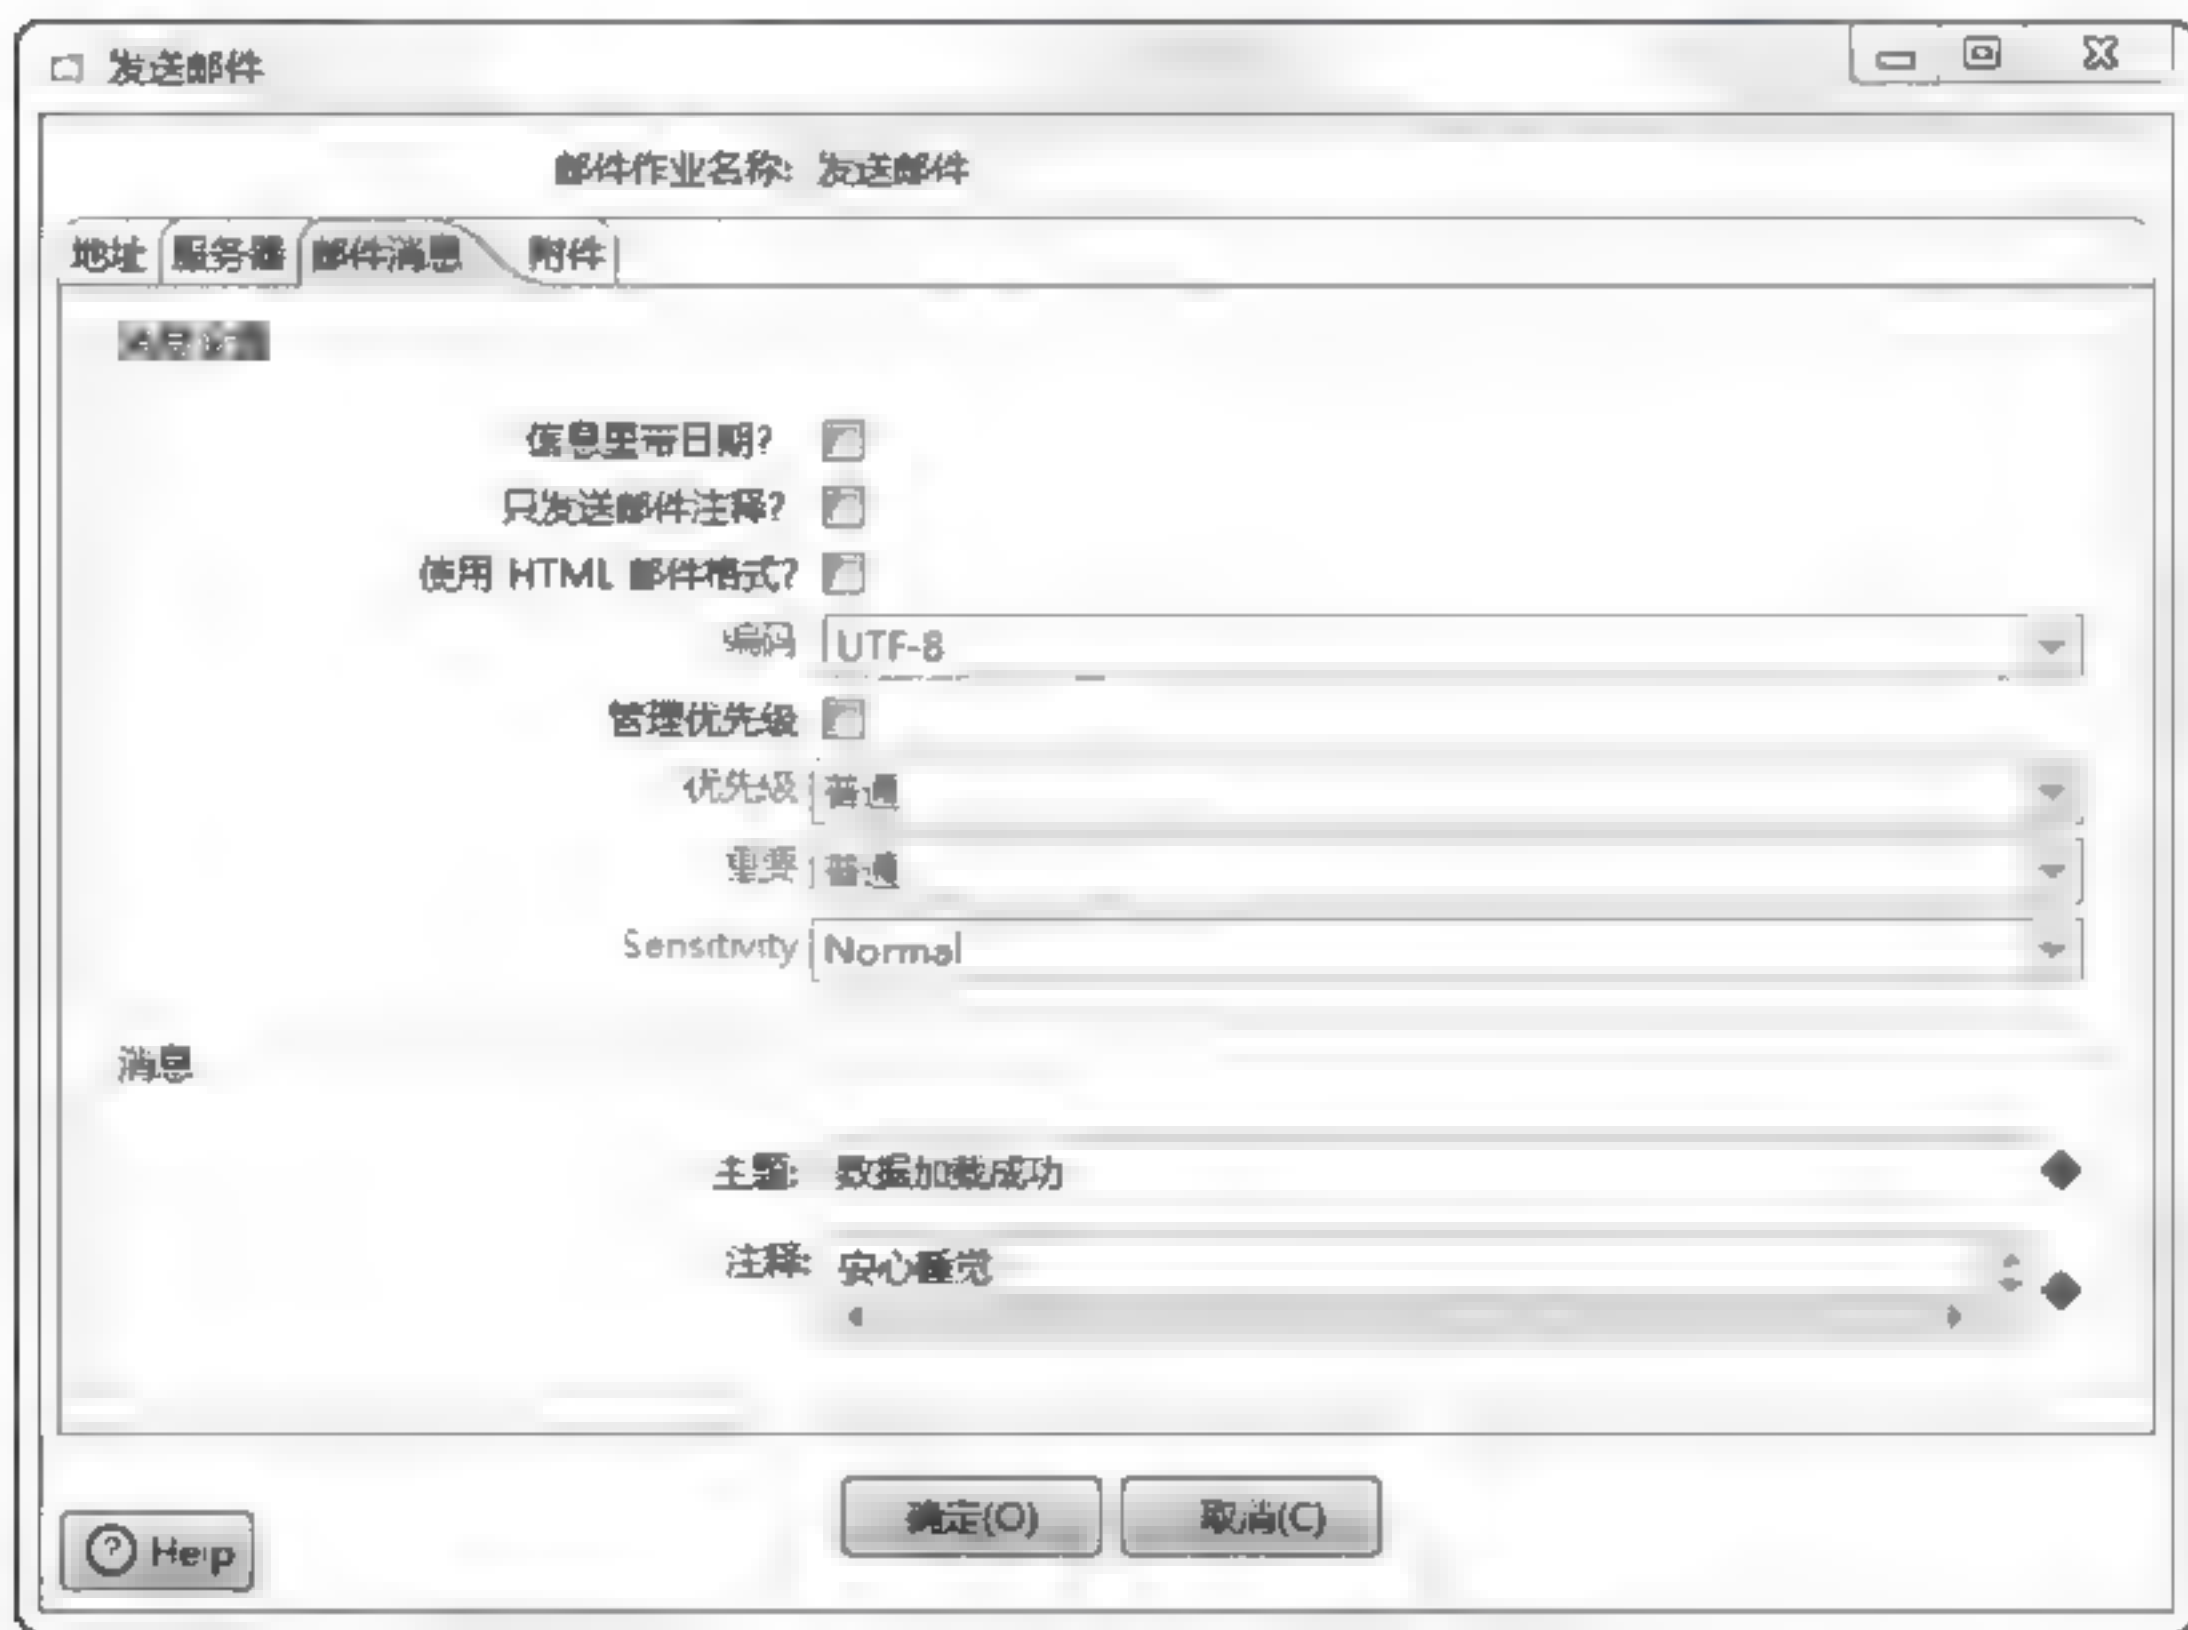 发送邮件
邮件作业名称: 发送邮件
地址 服务器 邮件消息 附件
信息里带日期?
只发送邮件注释?
使用 HTML 邮件格式?
编码 UTF-8
管理优先级
优先级 普通
重要 普通
Sensitivity Normal
消息
主题: 数据加载成功
注释: 安心睡觉
确定(O) 取消(C)
Help